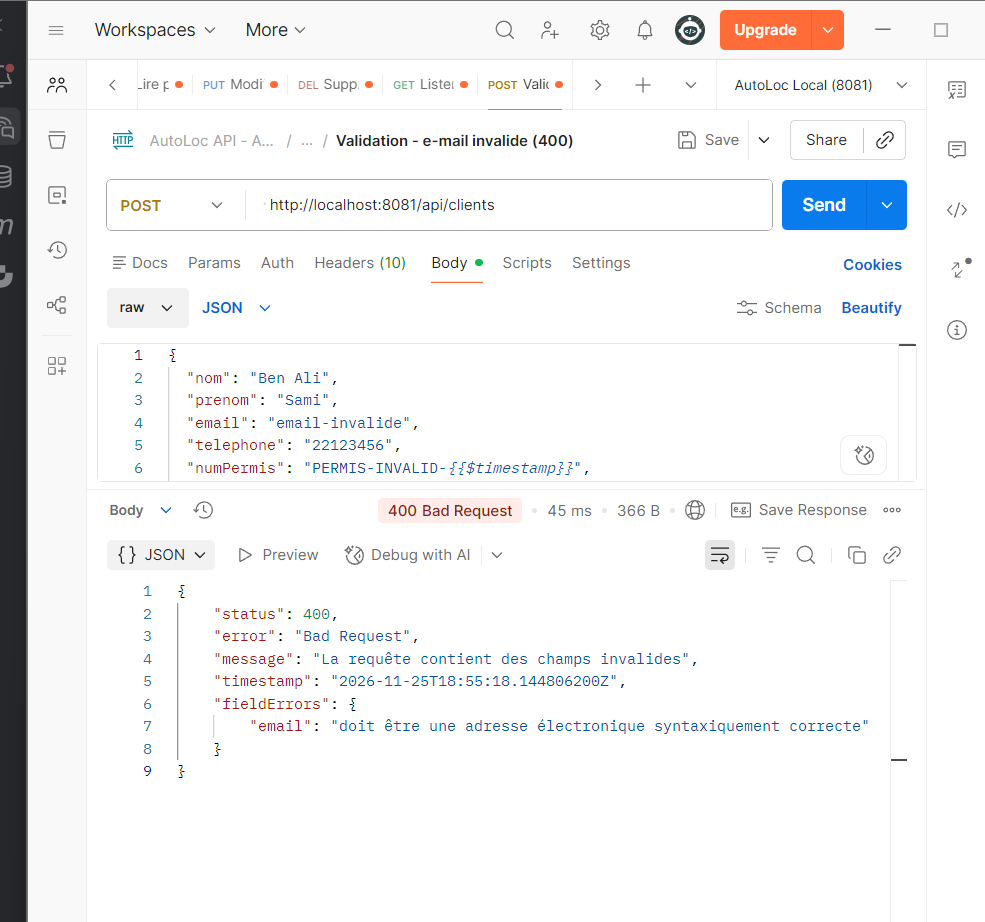 Workspaces More Upgrade
Lire p PUT Modi DEL Supp. GET Lister POST Valic AutoLoc Local (8081)
HTTP AutoLoc API - A... / ... / Validation - e-mail invalide (400) Save Share
POST http://localhost:8081/api/clients Send
Docs Params Auth Headers (10) Body Scripts Settings Cookies
raw JSON Schema Beautify
1 {
2 "nom": "Ben Ali",
3 "prenom": "Sami",
4 "email": "email-invalide",
5 "telephone": "22123456",
6 "numPermis": "PERMIS-INVALID-{{$timestamp}}",
Body 400 Bad Request 45 ms 366 B e.g. Save Response
{} JSON Preview Debug with AI
1 {
2 "status": 400,
3 "error": "Bad Request",
4 "message": "La requête contient des champs invalides",
5 "timestamp": "2026-11-25T18:55:18.144806200Z",
6 "fieldErrors": {
7 "email": "doit être une adresse électronique syntaxiquement correcte"
8 }
9 }